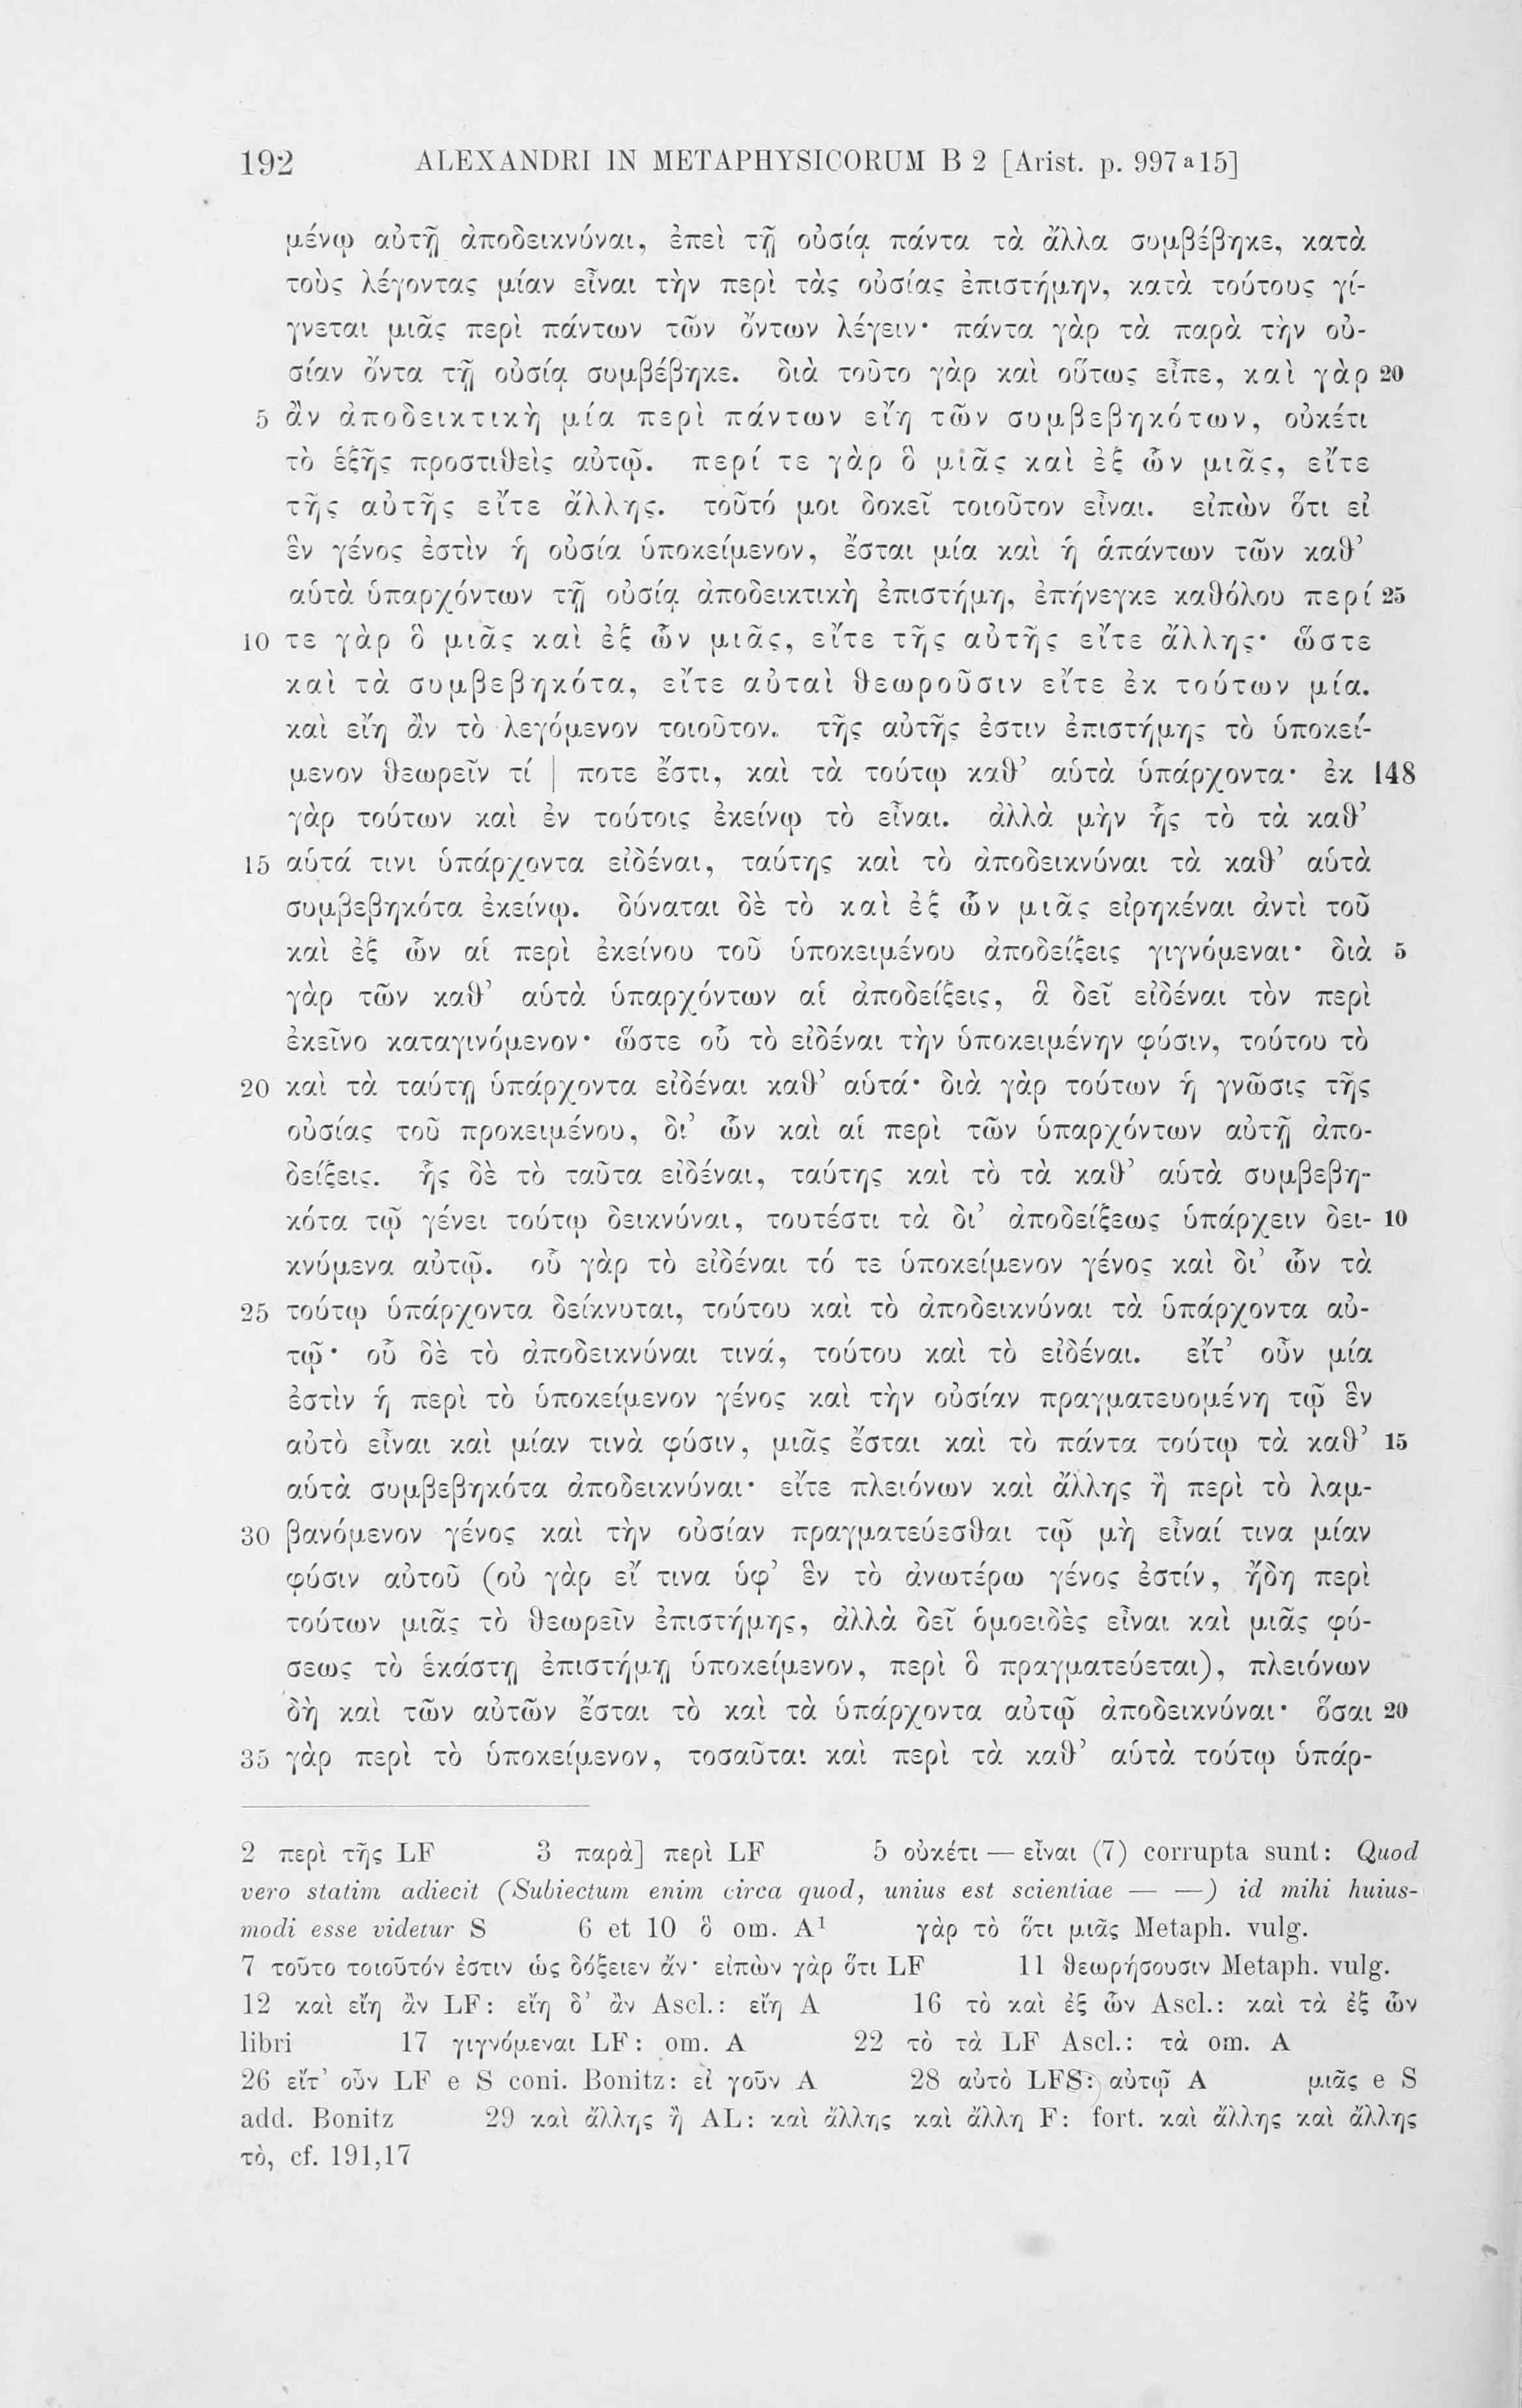 192 ALEXANDRI IN METAPHYSICORUM B 2 [Arist. p. 997ᵃ15]
μένῳ αὐτῇ ἀποδεικνύναι, ἐπεὶ τῇ οὐσίᾳ πάντα τὰ ἄλλα συμβέβηκε, κατὰ
τοὺς λέγοντας μίαν εἶναι τὴν περὶ τὰς οὐσίας ἐπιστήμην, κατὰ τούτους γί-
γνεται μιᾶς περὶ πάντων τῶν ὄντων λέγειν· πάντα γὰρ τὰ παρὰ τὴν οὐ-
σίαν ὄντα τῇ οὐσίᾳ συμβέβηκε. διὰ τοῦτο γὰρ καὶ οὕτως εἶπε, καὶ γὰρ 20
5 ἂν ἀποδεικτικὴ μία περὶ πάντων εἴη τῶν συμβεβηκότων, οὐκέτι
τὸ ἑξῆς προστιθεὶς αὐτῷ. περί τε γὰρ ὃ μιᾶς καὶ ἐξ ὧν μιᾶς, εἴτε
τῆς αὐτῆς εἴτε ἄλλης. τοῦτό μοι δοκεῖ τοιοῦτον εἶναι. εἰπὼν ὅτι εἰ
ἓν γένος ἐστὶν ἡ οὐσία ὑποκείμενον, ἔσται μία καὶ ἡ ἁπάντων τῶν καθ’
αὑτὰ ὑπαρχόντων τῇ οὐσίᾳ ἀποδεικτικὴ ἐπιστήμη, ἐπήνεγκε καθόλου περί 25
10 τε γὰρ ὃ μιᾶς καὶ ἐξ ὧν μιᾶς, εἴτε τῆς αὐτῆς εἴτε ἄλλης· ὥστε
καὶ τὰ συμβεβηκότα, εἴτε αὐταὶ θεωροῦσιν εἴτε ἐκ τούτων μία.
καὶ εἴη ἂν τὸ λεγόμενον τοιοῦτον. τῆς αὐτῆς ἐστιν ἐπιστήμης τὸ ὑποκεί-
μενον θεωρεῖν τί | ποτε ἔστι, καὶ τὰ τούτῳ καθ’ αὑτὰ ὑπάρχοντα· ἐκ 148
γὰρ τούτων καὶ ἐν τούτοις ἐκείνῳ τὸ εἶναι. ἀλλὰ μὴν ἧς τὸ τὰ καθ’
15 αὑτά τινι ὑπάρχοντα εἰδέναι, ταύτης καὶ τὸ ἀποδεικνύναι τὰ καθ’ αὑτὰ
συμβεβηκότα ἐκείνῳ. δύναται δὲ τὸ καὶ ἐξ ὧν μιᾶς εἰρηκέναι ἀντὶ τοῦ
καὶ ἐξ ὧν αἱ περὶ ἐκείνου τοῦ ὑποκειμένου ἀποδείξεις γιγνόμεναι· διὰ 5
γὰρ τῶν καθ’ αὑτὰ ὑπαρχόντων αἱ ἀποδείξεις, ἃ δεῖ εἰδέναι τὸν περὶ
ἐκεῖνο καταγινόμενον· ὥστε οὗ τὸ εἰδέναι τὴν ὑποκειμένην φύσιν, τούτου τὸ
20 καὶ τὰ ταύτῃ ὑπάρχοντα εἰδέναι καθ’ αὑτά· διὰ γὰρ τούτων ἡ γνῶσις τῆς
οὐσίας τοῦ προκειμένου, δι’ ὧν καὶ αἱ περὶ τῶν ὑπαρχόντων αὐτῇ ἀπο-
δείξεις. ἧς δὲ τὸ ταῦτα εἰδέναι, ταύτης καὶ τὸ τὰ καθ’ αὑτὰ συμβεβη-
κότα τῷ γένει τούτῳ δεικνύναι, τουτέστι τὰ δι’ ἀποδείξεως ὑπάρχειν δει- 10
κνύμενα αὐτῷ. οὗ γὰρ τὸ εἰδέναι τό τε ὑποκείμενον γένος καὶ δι’ ὧν τὰ
25 τούτῳ ὑπάρχοντα δείκνυται, τούτου καὶ τὸ ἀποδεικνύναι τὰ ὑπάρχοντα αὐ-
τῷ· οὗ δὲ τὸ ἀποδεικνύναι τινά, τούτου καὶ τὸ εἰδέναι. εἴτ’ οὖν μία
ἐστὶν ἡ περὶ τὸ ὑποκείμενον γένος καὶ τὴν οὐσίαν πραγματευομένη τῷ ἓν
αὐτὸ εἶναι καὶ μίαν τινὰ φύσιν, μιᾶς ἔσται καὶ τὸ πάντα τούτῳ τὰ καθ’ 15
αὑτὰ συμβεβηκότα ἀποδεικνύναι· εἴτε πλειόνων καὶ ἄλλης ἢ περὶ τὸ λαμ-
30 βανόμενον γένος καὶ τὴν οὐσίαν πραγματεύεσθαι τῷ μὴ εἶναί τινα μίαν
φύσιν αὐτοῦ (οὐ γὰρ εἴ τινα ὑφ’ ἓν τὸ ἀνωτέρω γένος ἐστίν, ἤδη περὶ
τούτων μιᾶς τὸ θεωρεῖν ἐπιστήμης, ἀλλὰ δεῖ ὁμοειδὲς εἶναι καὶ μιᾶς φύ-
σεως τὸ ἑκάστῃ ἐπιστήμῃ ὑποκείμενον, περὶ ὃ πραγματεύεται), πλειόνων
δὴ καὶ τῶν αὐτῶν ἔσται τὸ καὶ τὰ ὑπάρχοντα αὐτῷ ἀποδεικνύναι· ὅσαι 20
35 γὰρ περὶ τὸ ὑποκείμενον, τοσαῦται καὶ περὶ τὰ καθ’ αὑτὰ τούτῳ ὑπάρ-
2 περὶ τῆς LF 3 παρὰ] περὶ LF 5 οὐκέτι — εἶναι (7) corrupta sunt: Quod
vero statim adiecit (Subiectum enim circa quod, unius est scientiae — —) id mihi huius-
modi esse videtur S 6 et 10 ὃ om. A¹ γὰρ τὸ ὅτι μιᾶς Metaph. vulg.
7 τοῦτο τοιοῦτόν ἐστιν ὡς δόξειεν ἄν· εἰπὼν γὰρ ὅτι LF 11 θεωρήσουσιν Metaph. vulg.
12 καὶ εἴη ἂν LF: εἴη δ’ ἂν Ascl.: εἴη A 16 τὸ καὶ ἐξ ὧν Ascl.: καὶ τὰ ἐξ ὧν
libri 17 γιγνόμεναι LF: om. A 22 τὸ τὰ LF Ascl.: τὰ om. A
26 εἴτ’ οὖν LF e S coni. Bonitz: εἰ γοῦν A 28 αὐτὸ LFS: αὐτῷ A μιᾶς e S
add. Bonitz 29 καὶ ἄλλης ἢ AL: καὶ ἄλλης καὶ ἄλλη F: fort. καὶ ἄλλης καὶ ἄλλης
τὸ, cf. 191,17